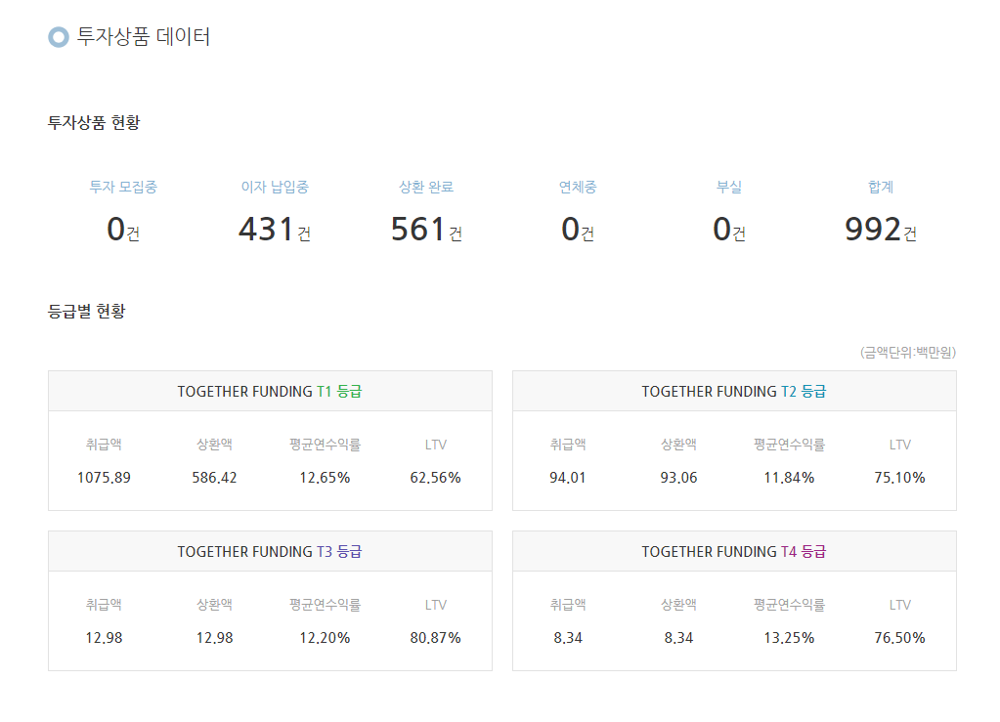 투자상품 데이터
투자상품 현황
투자 모집중 이자 납입중 상환 완료 연체중 부실 합계
0건 431건 561건 0건 0건 992건
등급별 현황
(금액단위:백만원)
TOGETHER FUNDING T1 등급
취급액 상환액 평균연수익률 LTV
1075.89 586.42 12.65% 62.56%
TOGETHER FUNDING T2 등급
취급액 상환액 평균연수익률 LTV
94.01 93.06 11.84% 75.10%
TOGETHER FUNDING T3 등급
취급액 상환액 평균연수익률 LTV
12.98 12.98 12.20% 80.87%
TOGETHER FUNDING T4 등급
취급액 상환액 평균연수익률 LTV
8.34 8.34 13.25% 76.50%